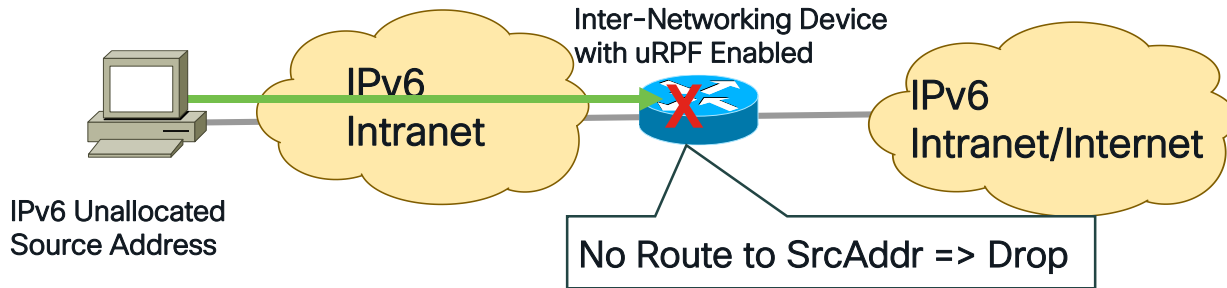 Inter-Networking Device
with uRPF Enabled
IPv6
Intranet
X
IPv6
Intranet/Internet
IPv6 Unallocated
Source Address
No Route to SrcAddr => Drop